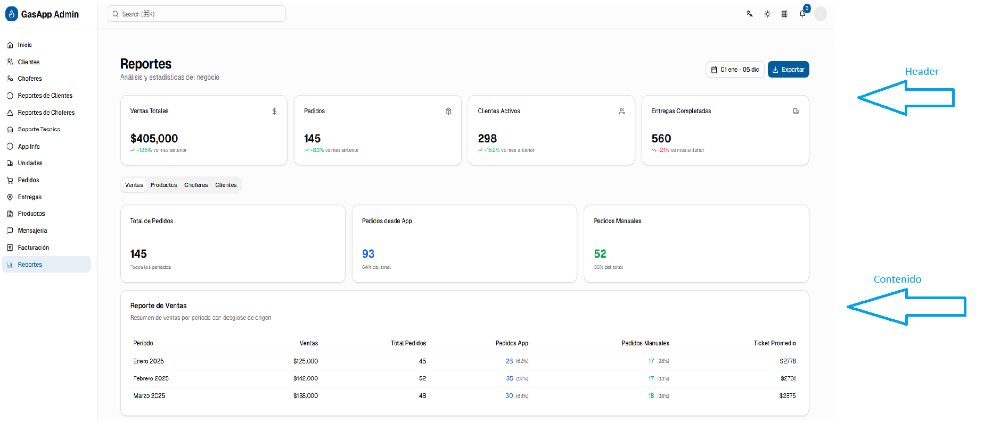 GasApp Admin
Search (⌘K)
3
Inicio
Clientes
Choferes
Reportes de Clientes
Reportes de Choferes
Soporte Técnico
App Info
Unidades
Pedidos
Entregas
Productos
Mensajería
Facturación
Reportes
Reportes
Análisis y estadísticas del negocio
01 ene - 05 dic
Exportar
Header
Ventas Totales
$405,000
+12.5% vs mes anterior
Pedidos
145
+8.3% vs mes anterior
Clientes Activos
298
+15.2% vs mes anterior
Entregas Completadas
560
-2.1% vs mes anterior
Ventas Productos Choferes Clientes
Total de Pedidos
145
Todos los períodos
Pedidos desde App
93
64% del total
Pedidos Manuales
52
36% del total
Contenido
Reporte de Ventas
Resumen de ventas por período con desglose de origen
Período Ventas Total Pedidos Pedidos App Pedidos Manuales Ticket Promedio
Enero 2025 $125.000 45 28 (62%) 17 (38%) $2778
Febrero 2025 $142.000 52 35 (67%) 17 (33%) $2731
Marzo 2025 $138.000 48 30 (63%) 18 (38%) $2875